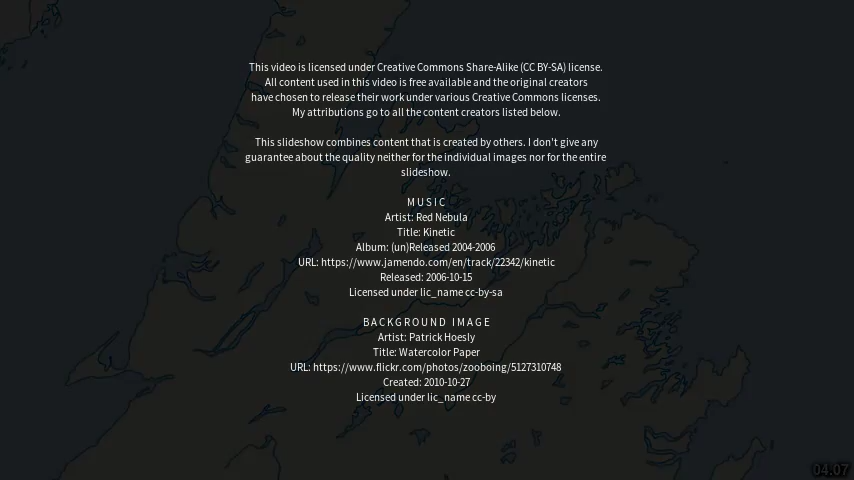 This video is licensed under Creative Commons Share-Alike (CC BY-SA) license.
All content used in this video is free available and the original creators
have chosen to release their work under various Creative Commons licenses.
My attributions go to all the content creators listed below.
This slideshow combines content that is created by others. I don't give any
guarantee about the quality neither for the individual images nor for the entire
slideshow.
MUSIC
Artist: Red Nebula
Title: Kinetic
Album: (un)Released 2004-2006
URL: https://www.jamendo.com/en/track/22342/kinetic
Released: 2006-10-15
Licensed under lic_name cc-by-sa
BACKGROUND IMAGE
Artist: Patrick Hoesly
Title: Watercolor Paper
URL: https://www.flickr.com/photos/zooboing/5127310748
Created: 2010-10-27
Licensed under lic_name cc-by
04.07